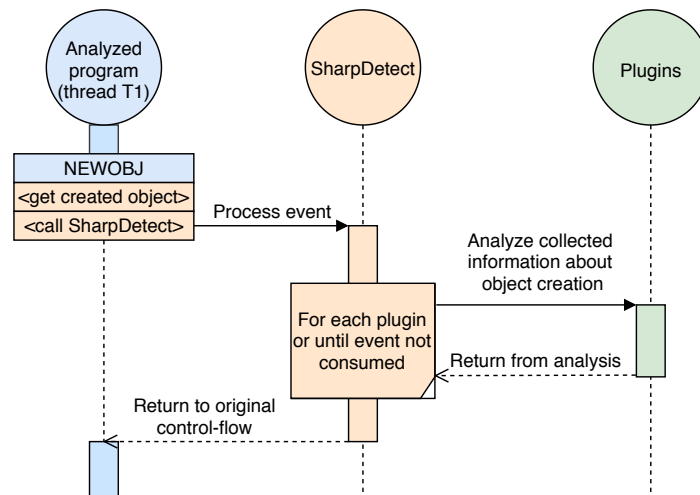 Analyzed
program
(thread T1)
SharpDetect
Plugins
NEWOBJ
<get created object>
<call SharpDetect>
Process event
Analyze collected
information about
object creation
For each plugin
or until event not
consumed
Return from analysis
Return to original
control-flow